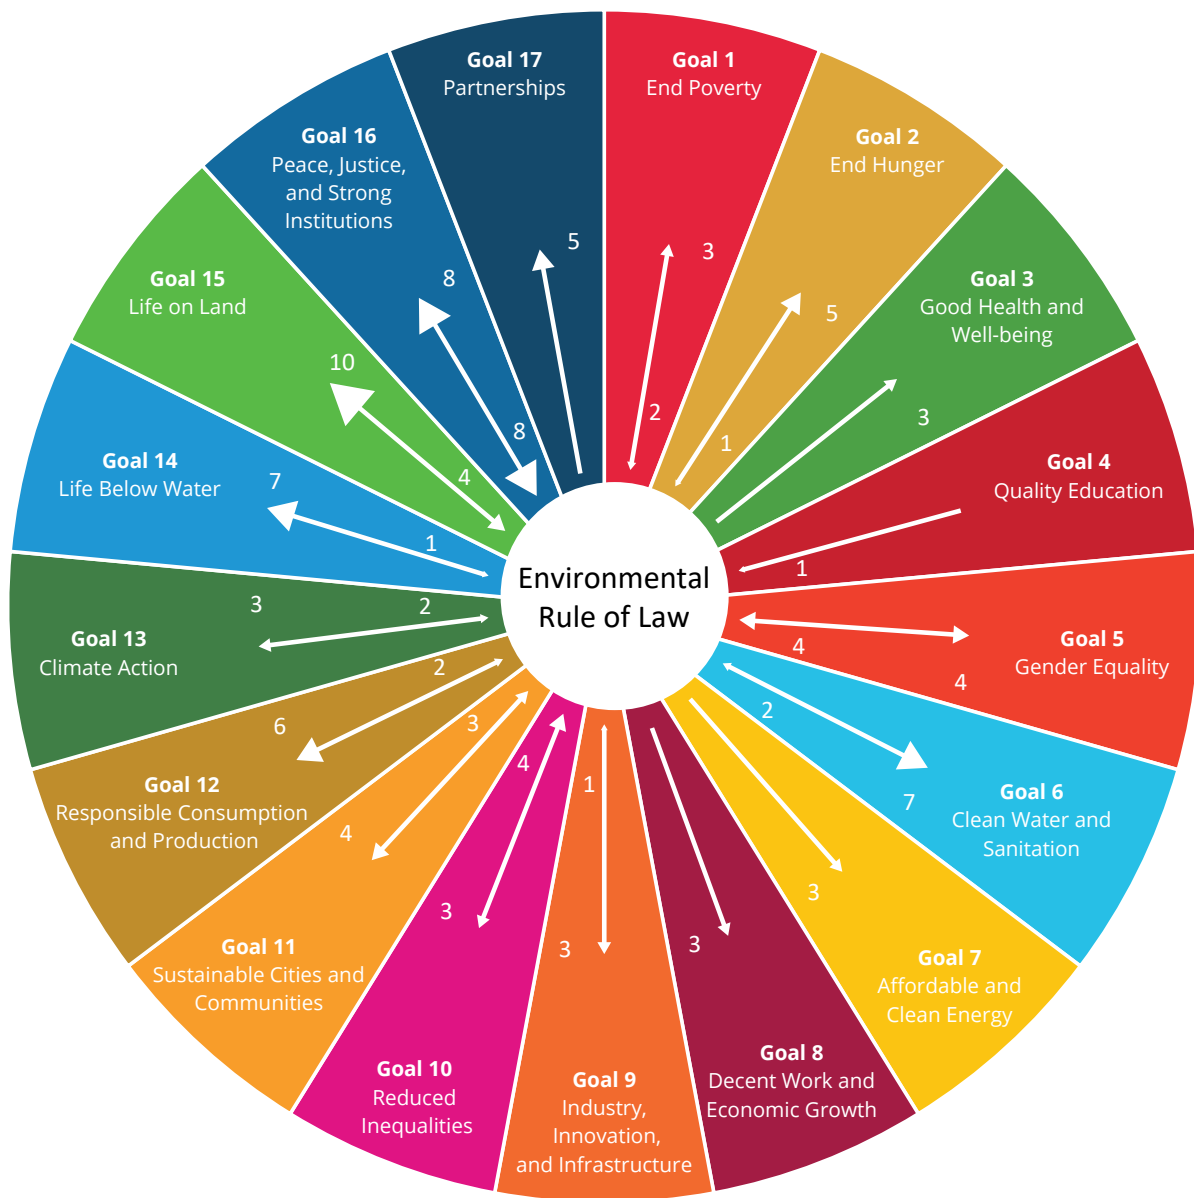 Goal 1
End Poverty
3
2
Goal 2
End Hunger
5
1
Goal 3
Good Health and
Well-being
3
Goal 4
Quality Education
1
Goal 5
Gender Equality
4
4
Goal 6
Clean Water and
Sanitation
2
7
Goal 7
Affordable and
Clean Energy
3
Goal 8
Decent Work and
Economic Growth
3
Goal 9
Industry,
Innovation,
and Infrastructure
1
3
Goal 10
Reduced
Inequalities
4
3
Goal 11
Sustainable Cities and
Communities
3
4
Goal 12
Responsible Consumption
and Production
2
6
Goal 13
Climate Action
3
2
Goal 14
Life Below Water
7
1
Goal 15
Life on Land
10
4
Goal 16
Peace, Justice,
and Strong
Institutions
8
8
Goal 17
Partnerships
5
Environmental
Rule of Law